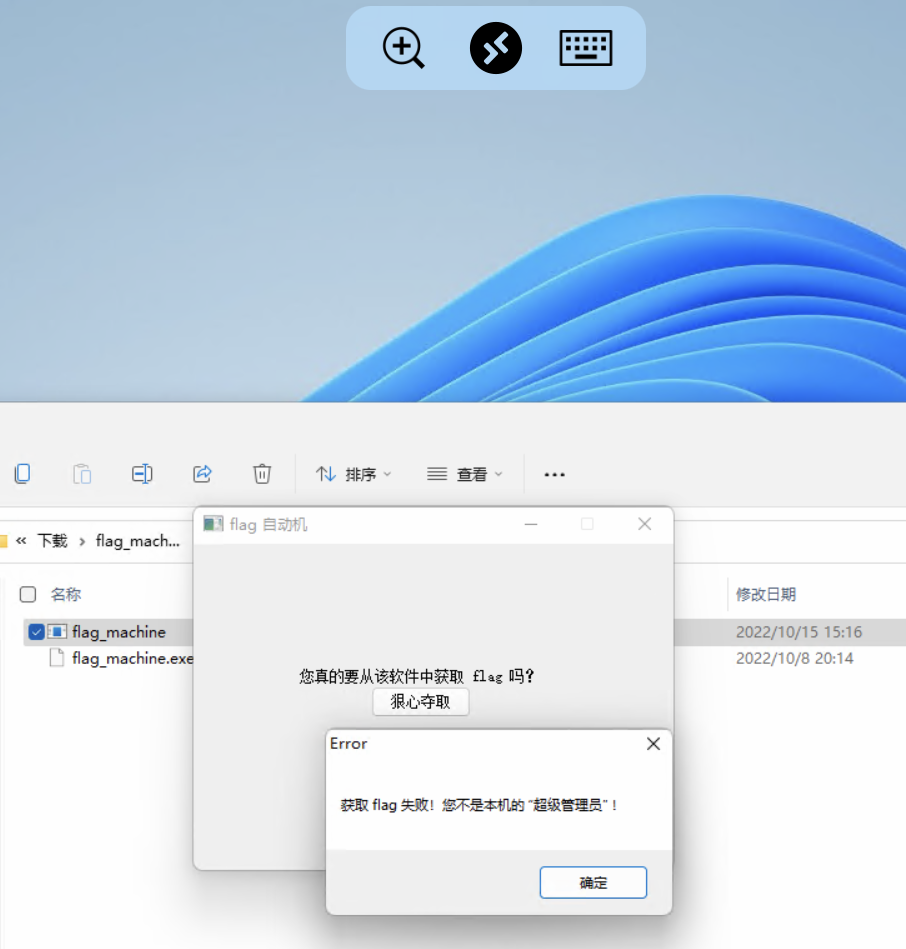 排序
查看
下载
flag_mach...
flag 自动机
名称
修改日期
flag_machine
2022/10/15 15:16
flag_machine.exe
2022/10/8 20:14
您真的要从该软件中获取 flag 吗?
狠心夺取
Error
获取 flag 失败！您不是本机的 “超级管理员”！
确定